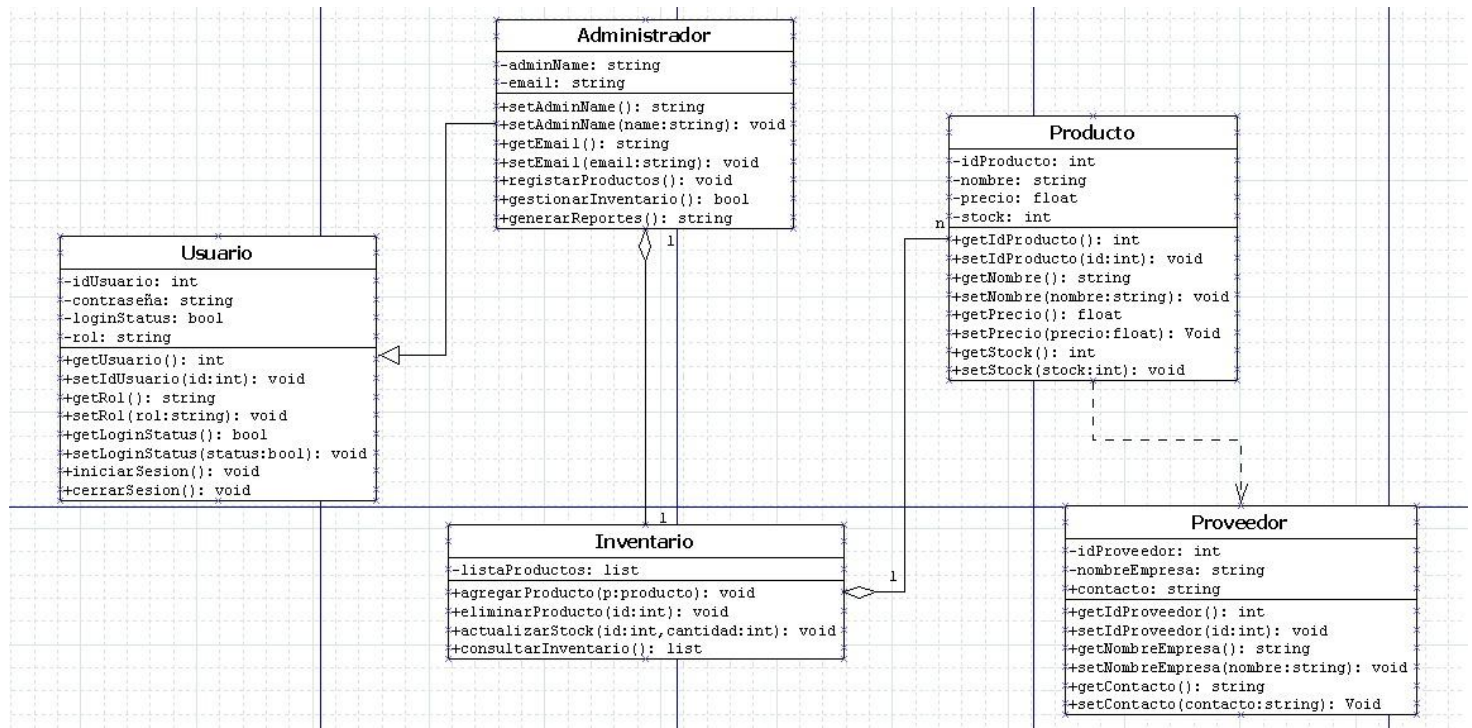 Administrador
-adminName: string
-email: string
+setAdminName(): string
+setAdminName(name:string): void
+getEmail(): string
+setEmail(email:string): void
+registarProductos(): void
+gestionarInventario(): bool
+generarReportes(): string
1
Producto
-idProducto: int
-nombre: string
-precio: float
-stock: int
n
+getIdProducto(): int
+setIdProducto(id:int): void
+getNombre(): string
+setNombre(nombre:string): void
+getPrecio(): float
+setPrecio(precio:float): Void
+getStock(): int
+setStock(stock:int): void
Usuario
-idUsuario: int
-contraseña: string
-loginStatus: bool
-rol: string
+getUsuario(): int
+setIdUsuario(id:int): void
+getRol(): string
+setRol(rol:string): void
+getLoginStatus(): bool
+setLoginStatus(status:bool): void
+iniciarSesion(): void
+cerrarSesion(): void
1
Inventario
-listaProductos: list
+agregarProducto(p:producto): void
+eliminarProducto(id:int): void
+actualizarStock(id:int,cantidad:int): void
+consultarInventario(): list
1
Proveedor
-idProveedor: int
-nombreEmpresa: string
+contacto: string
+getIdProveedor(): int
+setIdProveedor(id:int): void
+getNombreEmpresa(): string
+setNombreEmpresa(nombre:string): void
+getContacto(): string
+setContacto(contacto:string): Void